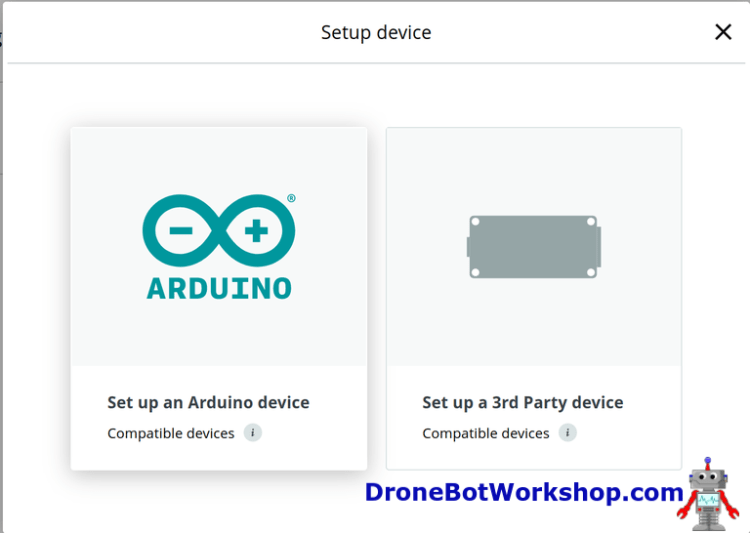 Setup device
®
ARDUINO
Set up an Arduino device
Compatible devices i
Set up a 3rd Party device
Compatible devices i
DroneBotWorkshop.com